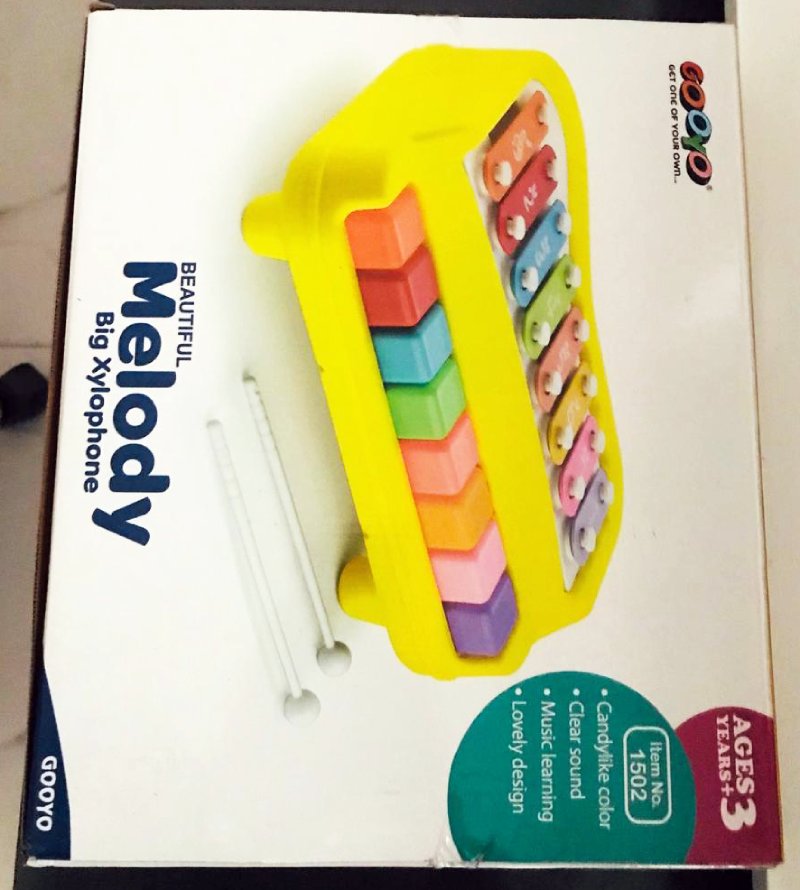 GOOYO
GET ONE OF YOUR OWN...
BEAUTIFUL
Melody
Big Xylophone
AGES 3
YEARS+
Item No.
1502
• Candylike color
• Clear sound
• Music learning
• Lovely design
GOOYO